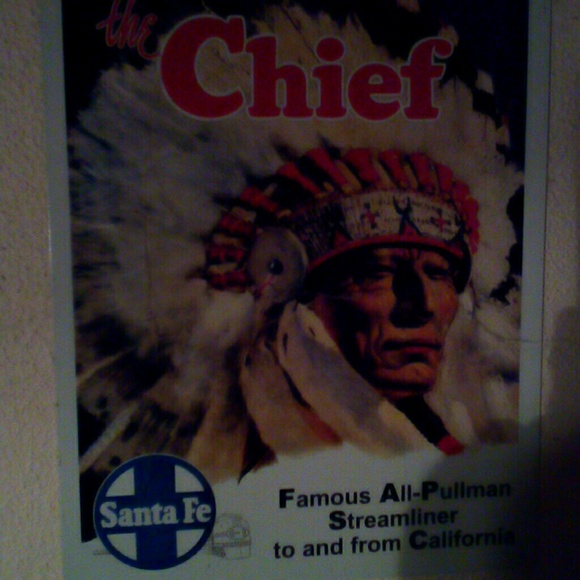 the
Chief
Santa Fe
Famous All-Pullman
Streamliner
to and from California